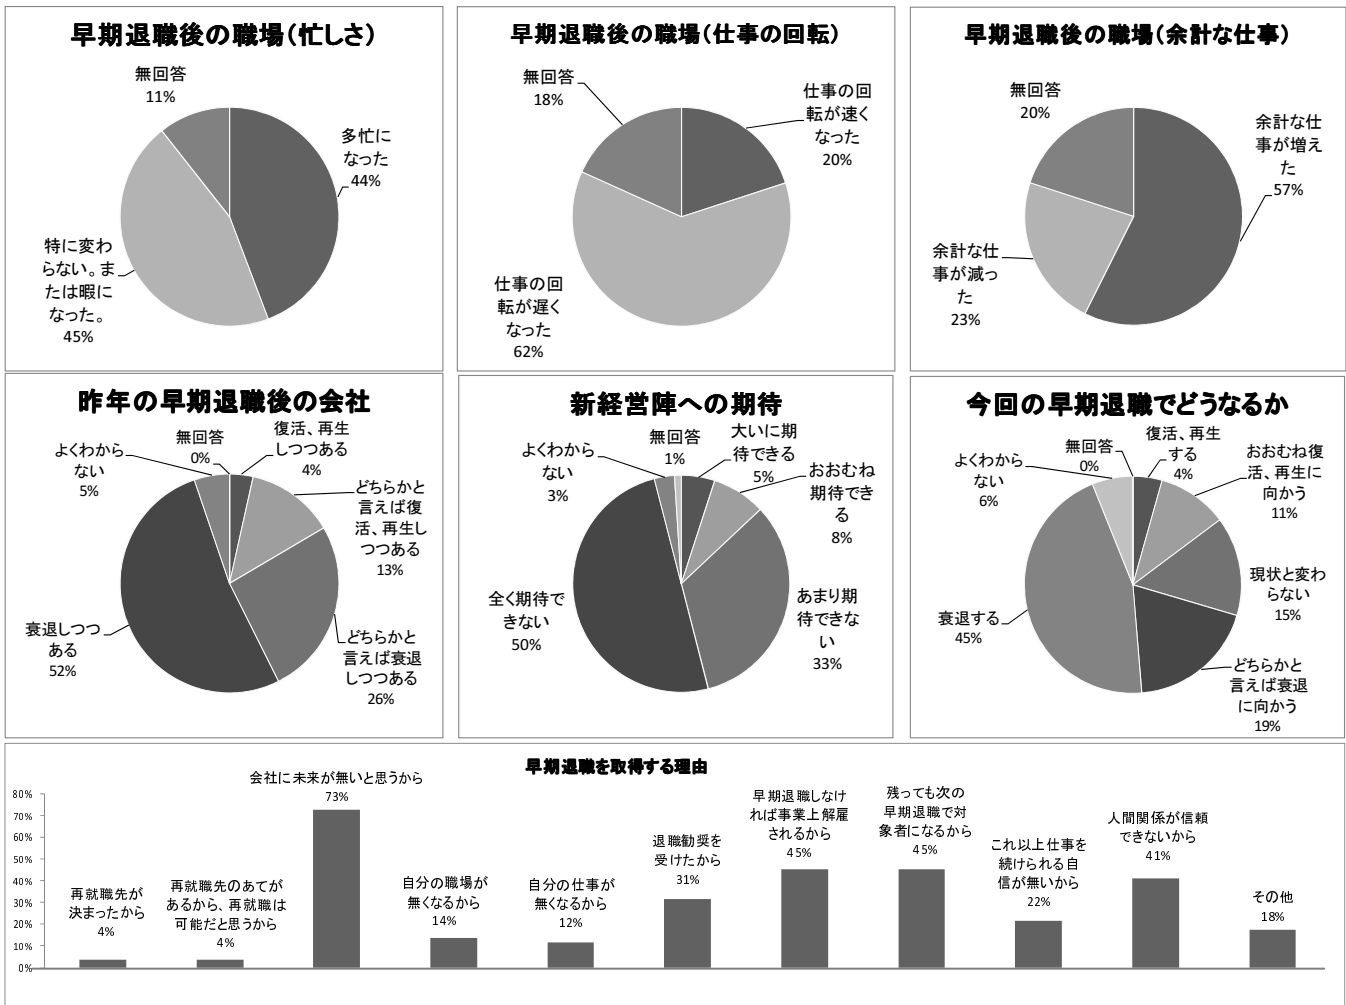 早期退職後の職場（忙しさ）
無回答
11%
多忙に
なった
44%
特に変わ
らない。ま
たは暇に
なった。
45%
早期退職後の職場（仕事の回転）
無回答
18%
仕事の回
転が速く
なった
20%
仕事の回
転が遅く
なった
62%
早期退職後の職場（余計な仕事）
無回答
20%
余計な仕
事が増え
た
57%
余計な仕
事が減っ
た
23%
昨年の早期退職後の会社
無回答
0%
復活、再生
しつつある
4%
よくわから
ない
5%
どちらかと
言えば復
活、再生し
つつある
13%
衰退しつつ
ある
52%
どちらかと
言えば衰退
しつつある
26%
新経営陣への期待
無回答
1%
大いに期
待できる
5%
よくわから
ない
3%
おおむね
期待でき
る
8%
全く期待で
きない
50%
あまり期
待できな
い
33%
今回の早期退職でどうなるか
無回答
0%
復活、再生
する
4%
よくわから
ない
6%
おおむね復
活、再生に
向かう
11%
現状と変わ
らない
15%
衰退する
45%
どちらかと
言えば衰退
に向かう
19%
早期退職を取得する理由
80%
70%
60%
50%
40%
30%
20%
10%
0%
再就職先が
決まったから
4%
再就職先のあてが
あるから、再就職は
可能だと思うから
4%
会社に未来が無いと思うから
73%
自分の職場が
無くなるから
14%
自分の仕事が
無くなるから
12%
退職勧奨を
受けたから
31%
早期退職しなけ
れば事業上解雇
されるから
45%
残っても次の
早期退職で対
象者になるから
45%
これ以上仕事を
続けられる自
信が無いから
22%
人間関係が信頼
できないから
41%
その他
18%